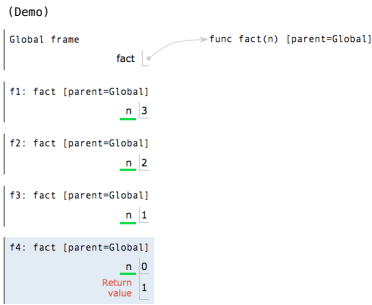 (Demo)
Global frame
func fact(n) [parent=Global]
fact
f1: fact [parent=Global]
n 3
f2: fact [parent=Global]
n 2
f3: fact [parent=Global]
n 1
f4: fact [parent=Global]
n 0
Return
value 1